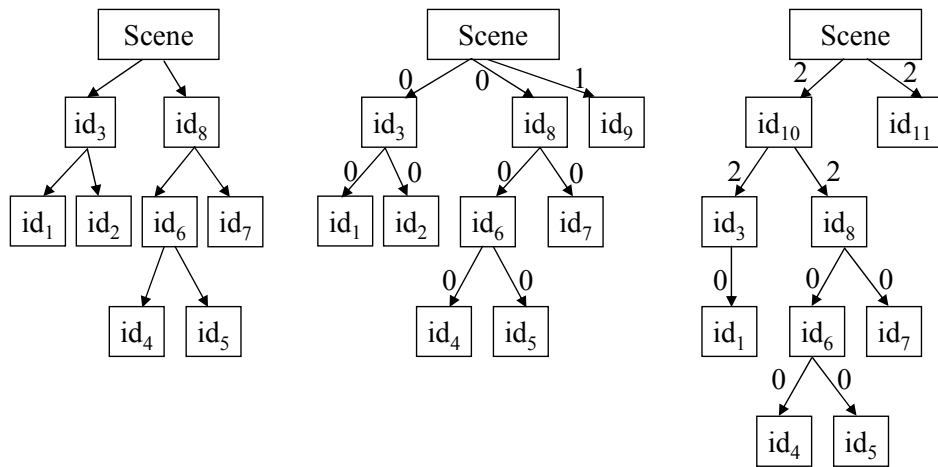 Scene Scene Scene
0 0 1 2 2
id₃ id₈ id₃ id₈ id₉ id₁₀ id₁₁
0 0 0 0 2 2
id₁ id₂ id₆ id₇ id₁ id₂ id₆ id₇ id₃ id₈
0 0 0 0 0
id₄ id₅ id₄ id₅ id₁ id₆ id₇
0 0
id₄ id₅